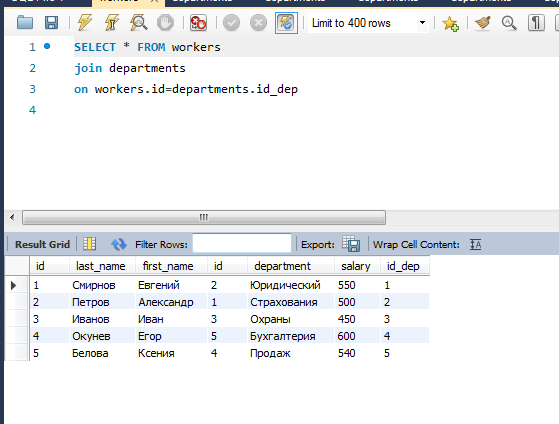 Limit to 400 rows
1 SELECT * FROM workers
2 join departments
3 on workers.id=departments.id_dep
4
Result Grid Filter Rows: Export: Wrap Cell Content:
id last_name first_name id department salary id_dep
1 Смирнов Евгений 2 Юридический 550 1
2 Петров Александр 1 Страхования 500 2
3 Иванов Иван 3 Охраны 450 3
4 Окунев Егор 5 Бухгалтерия 600 4
5 Белова Ксения 4 Продаж 540 5